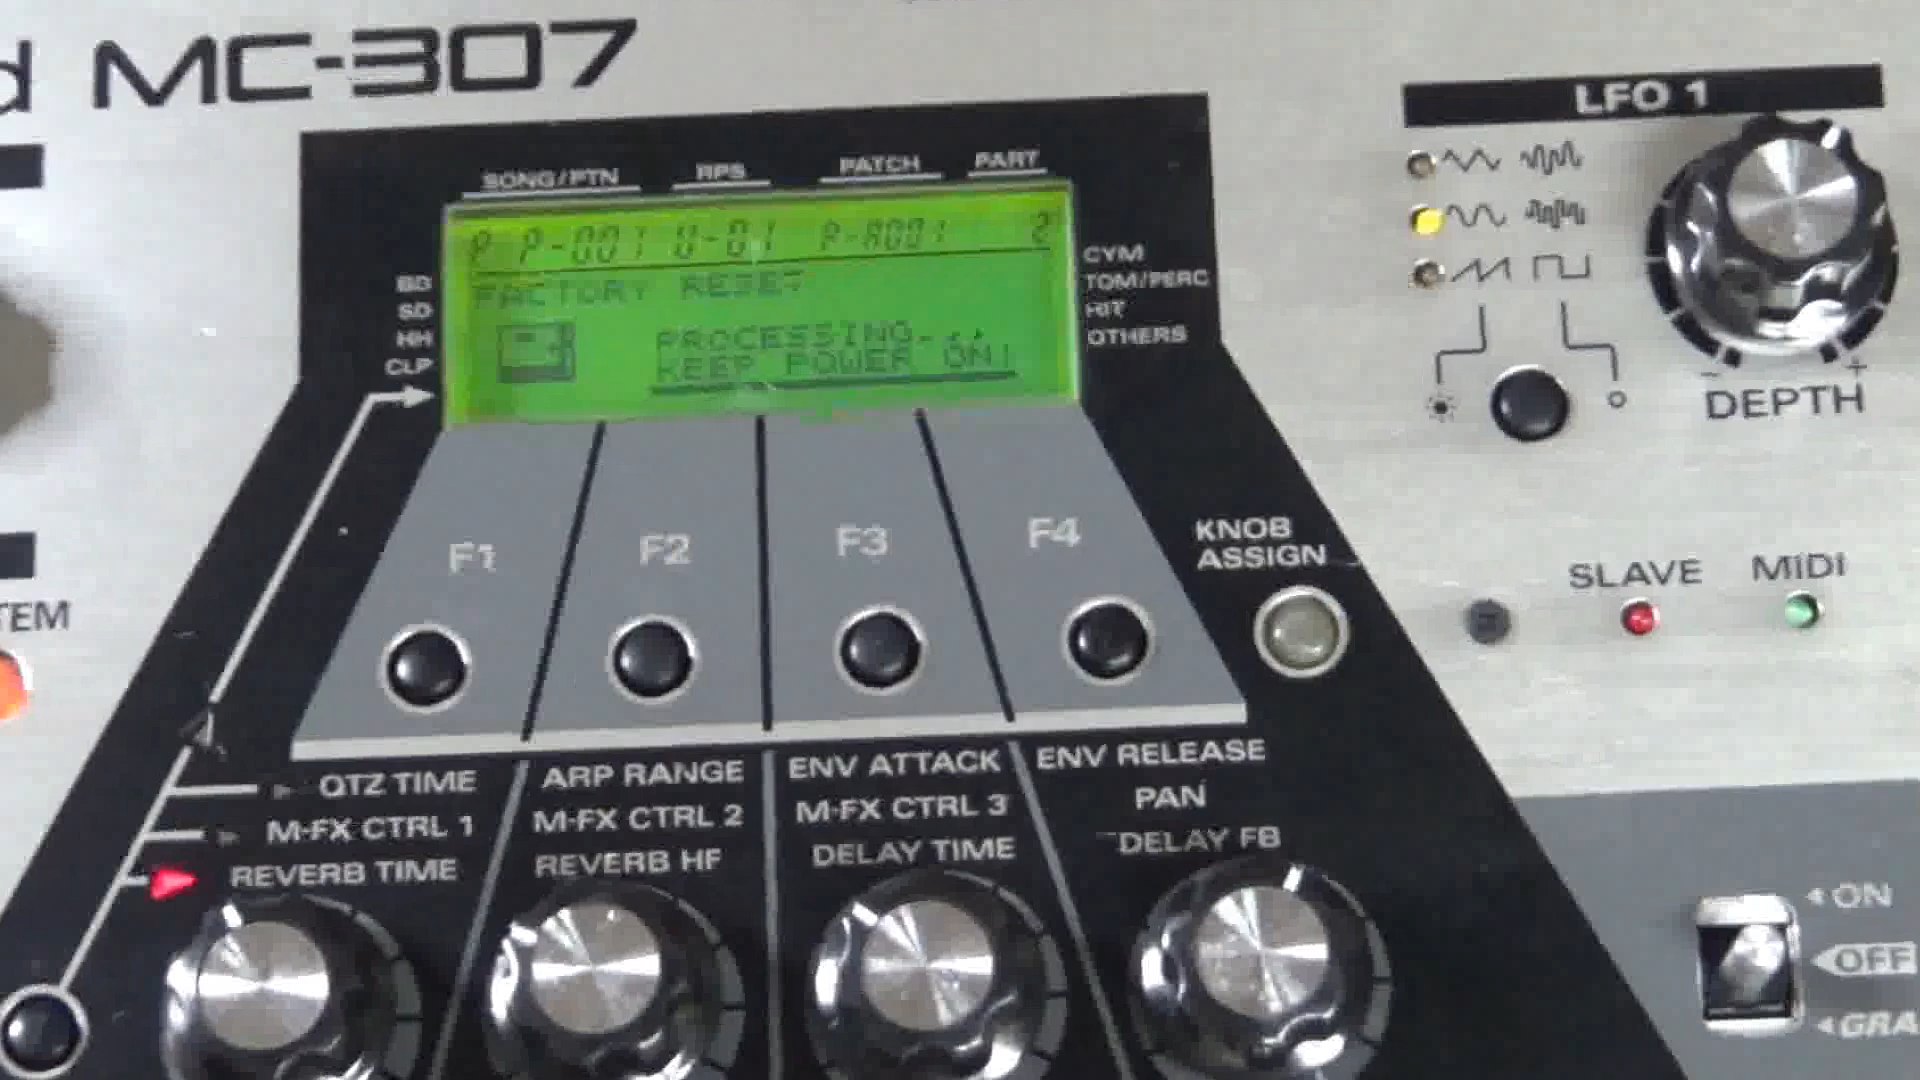 d MC-307
LFO 1
SONG/PTN RPS PATCH PART
P P-001 U-01 P-A001 2
FACTORY RESET
PROCESSING...
KEEP POWER ON!
BD
SD
HH
CLP
CYM
TOM/PERC
HIT
OTHERS
- +
DEPTH
F1 F2 F3 F4
KNOB
ASSIGN
SLAVE MIDI
TEM
QTZ TIME ARP RANGE ENV ATTACK ENV RELEASE
M-FX CTRL 1 M-FX CTRL 2 M-FX CTRL 3 PAN
REVERB TIME REVERB HF DELAY TIME DELAY FB
ON
OFF
GRA